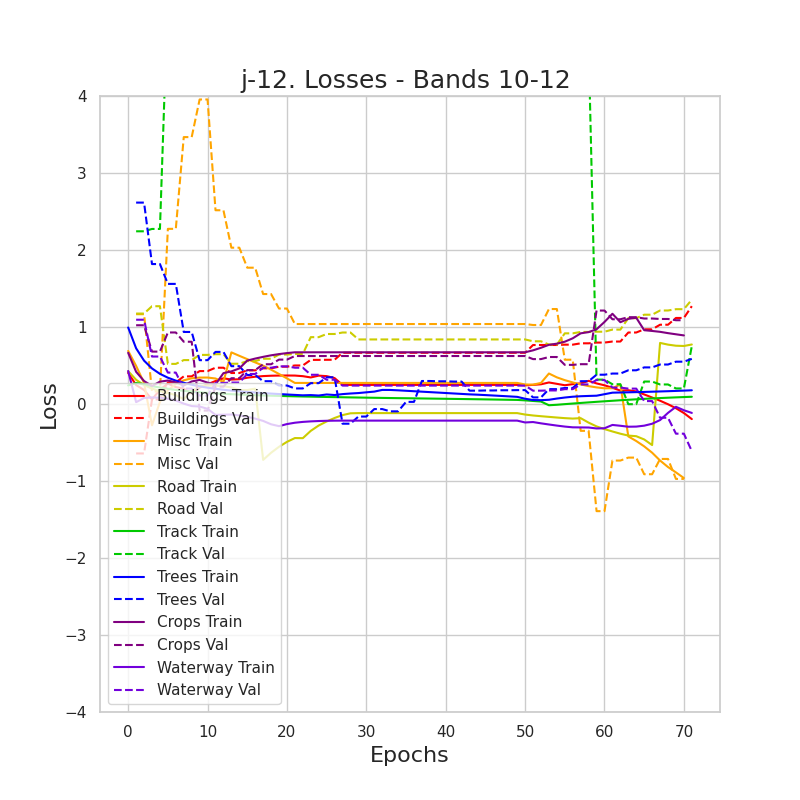 j-12. Losses - Bands 10-12
4
3
2
1
0
−1
−2
−3
−4
Loss
Buildings Train
Buildings Val
Misc Train
Misc Val
Road Train
Road Val
Track Train
Track Val
Trees Train
Trees Val
Crops Train
Crops Val
Waterway Train
Waterway Val
0 10 20 30 40 50 60 70
Epochs